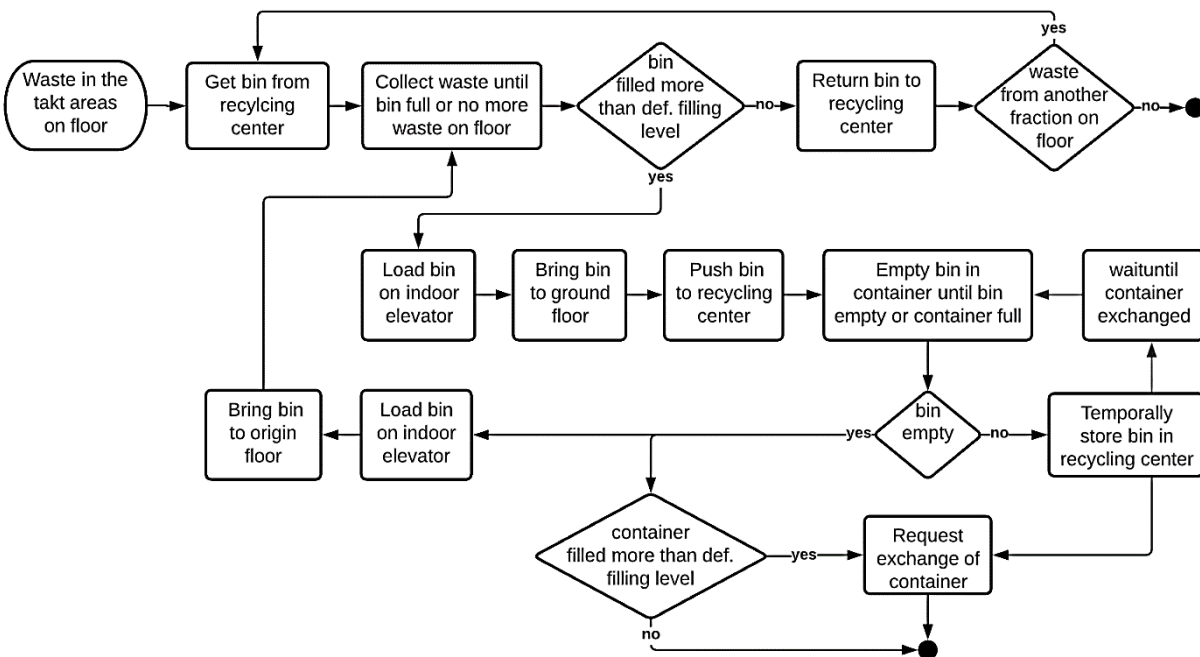 yes
Waste in the
takt areas
on floor
Get bin from
recylcing
center
Collect waste until
bin full or no more
waste on floor
bin
filled more
than def. filling
level
no
Return bin to
recycling
center
waste
from another
fraction on
floor
no
yes
Load bin
on indoor
elevator
Bring bin
to ground
floor
Push bin
to recycling
center
Empty bin in
container until bin
empty or container full
waituntil
container
exchanged
Bring bin
to origin
floor
Load bin
on indoor
elevator
yes
bin
empty
no
Temporally
store bin in
recycling center
container
filled more than def.
filling level
yes
Request
exchange of
container
no